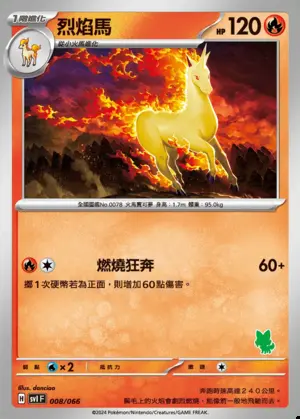 1階進化
烈焰馬
HP 120
從小火馬進化
全國圖鑑No.0078 火馬寶可夢 身高：1.7m 體重：95.0kg
燃燒狂奔 60+
擲1次硬幣若為正面，則增加60點傷害。
弱點 ×2 抵抗力 撤退
Illus. danciao
H svI F 008/066
奔跑時時速高達240公里。
©2024 Pokémon/Nintendo/Creatures/GAME FREAK.